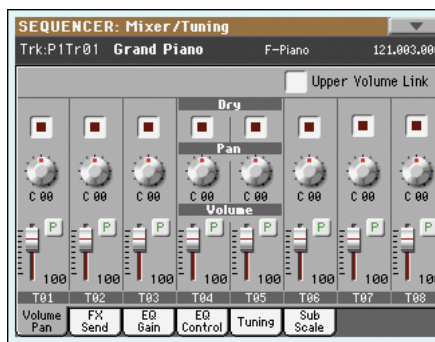 SEQUENCER: Mixer/Tuning
Trk:P1Tr01 Grand Piano F-Piano 121.003.00
Upper Volume Link
Dry
Pan
C 00 C 00 C 00 C 00 C 00 C 00 C 00 C 00
Volume
P P P P P P P P
100 100 100 100 100 100 100 100
T01 T02 T03 T04 T05 T06 T07 T08
Volume Pan FX Send EQ Gain EQ Control Tuning Sub Scale